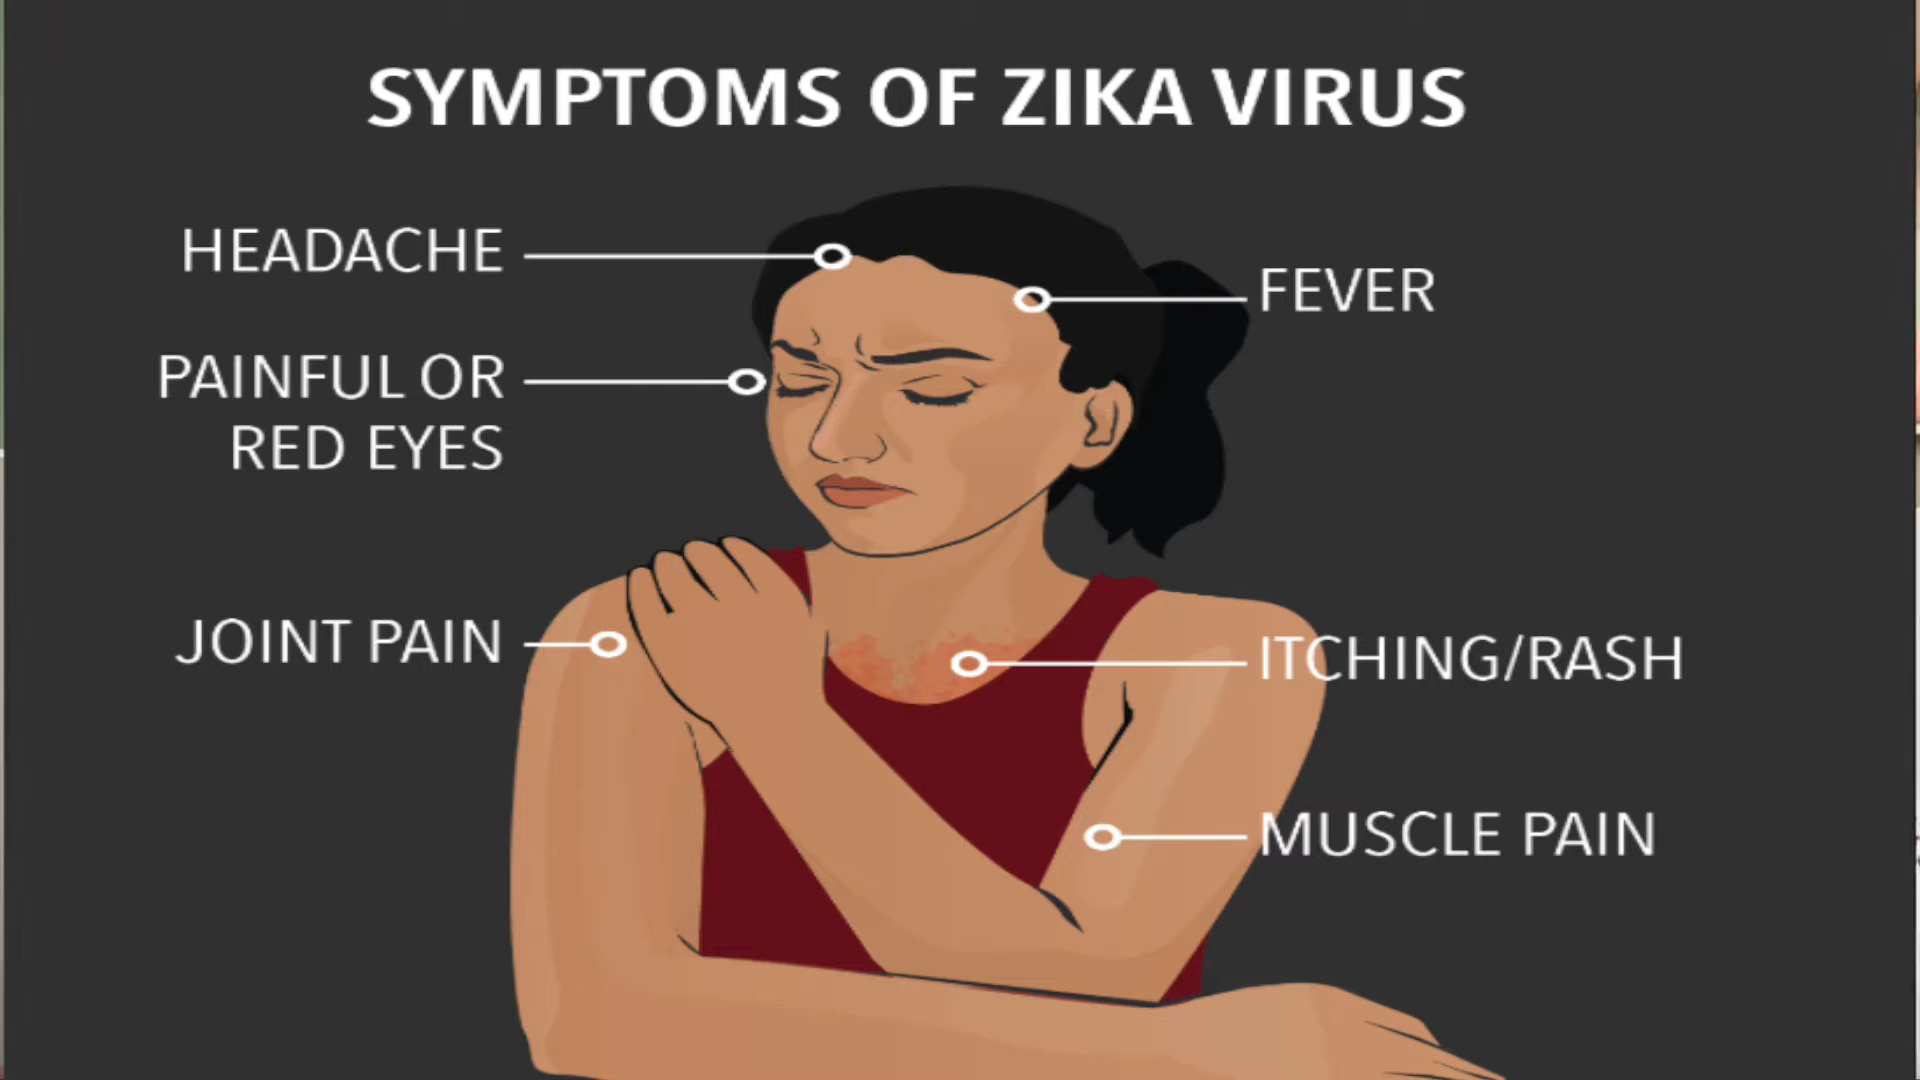 SYMPTOMS OF ZIKA VIRUS
HEADACHE
FEVER
PAINFUL OR
RED EYES
JOINT PAIN
ITCHING/RASH
MUSCLE PAIN